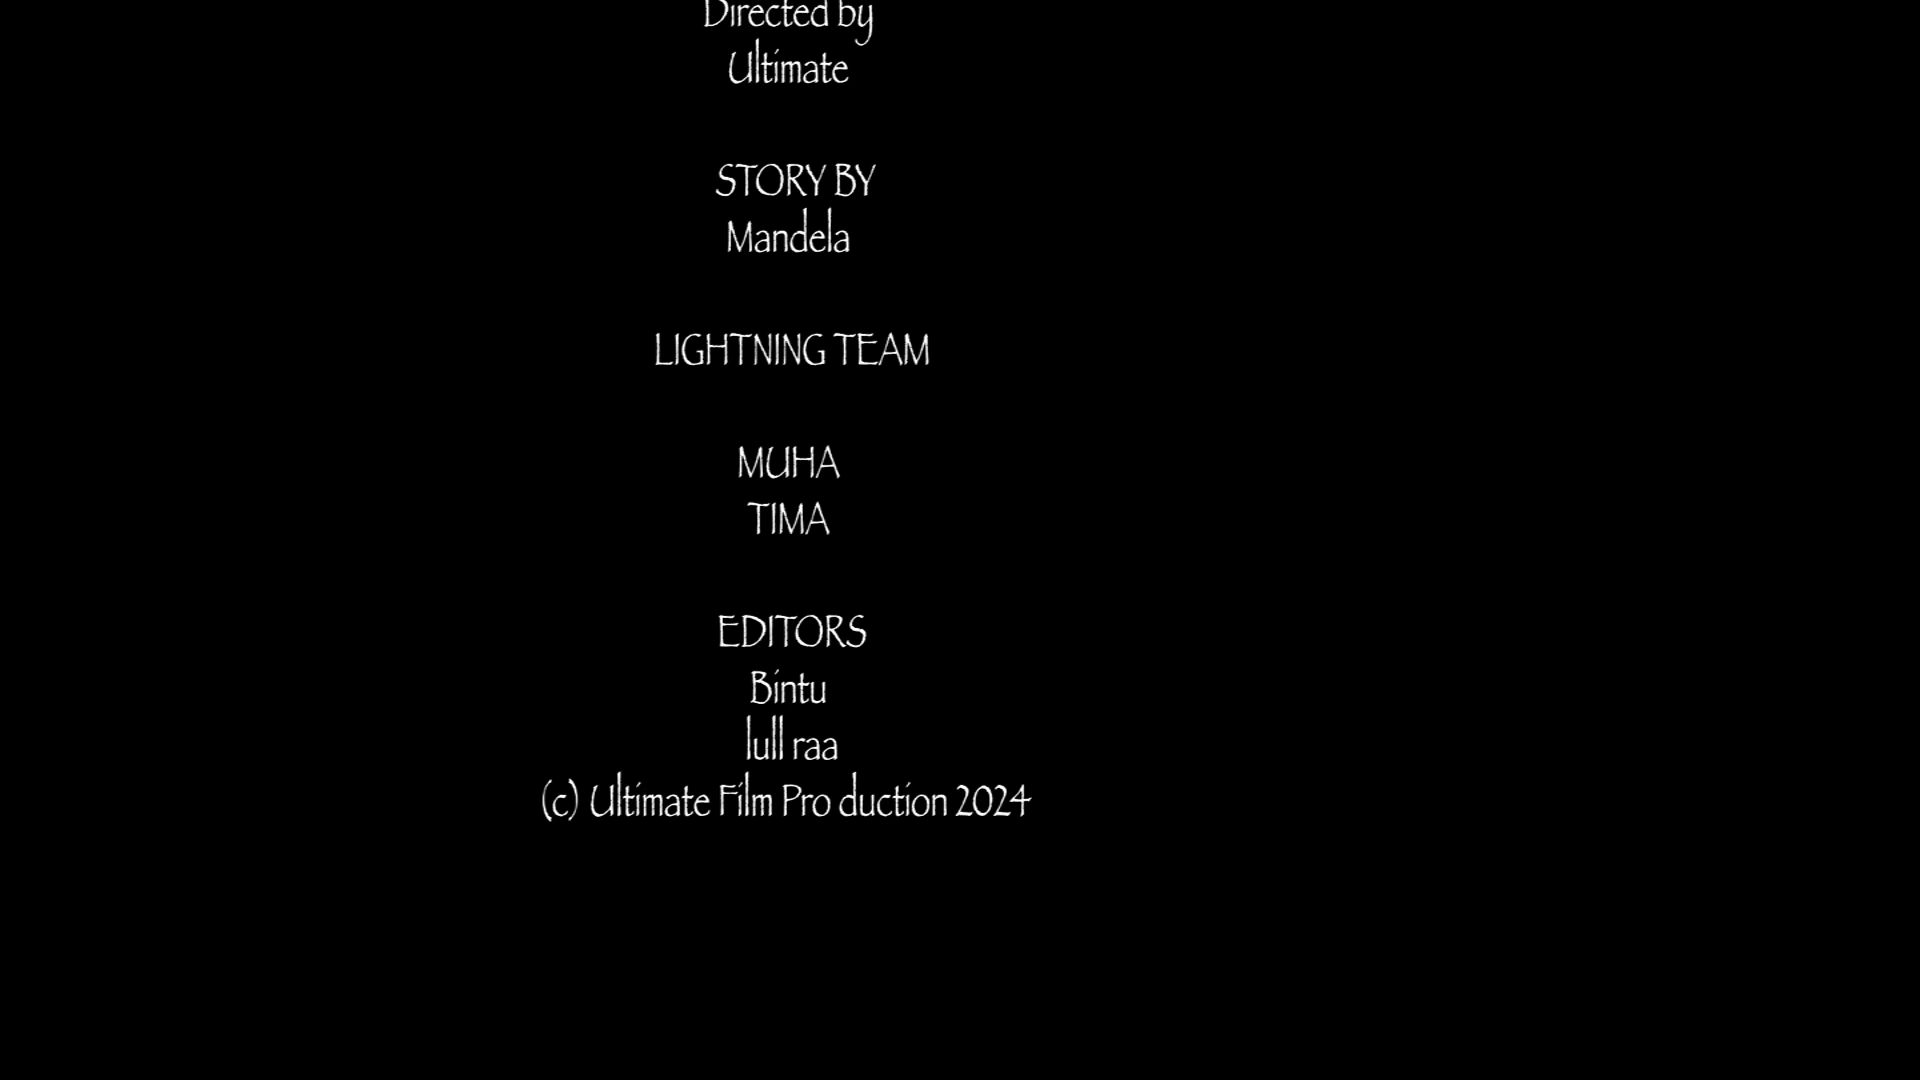 Directed by
Ultimate
STORY BY
Mandela
LIGHTNING TEAM
MUHA
TIMA
EDITORS
Bintu
lull raa
(c) Ultimate Film Pro duction 2024